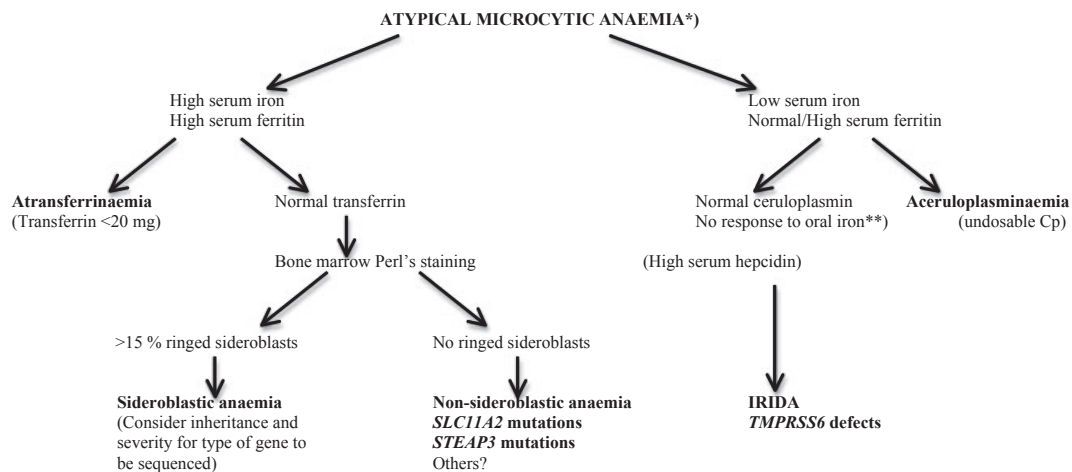 ATYPICAL MICROCYTIC ANAEMIA*)
High serum iron
High serum ferritin
Low serum iron
Normal/High serum ferritin
Atransferrinaemia
(Transferrin <20 mg)
Normal transferrin
Normal ceruloplasmin
No response to oral iron**)
Aceruloplasminaemia
(undosable Cp)
Bone marrow Perl's staining
(High serum hepcidin)
>15 % ringed sideroblasts
No ringed sideroblasts
Sideroblastic anaemia
(Consider inheritance and
severity for type of gene to
be sequenced)
Non-sideroblastic anaemia
SLC11A2 mutations
STEAP3 mutations
Others?
IRIDA
TMPRSS6 defects